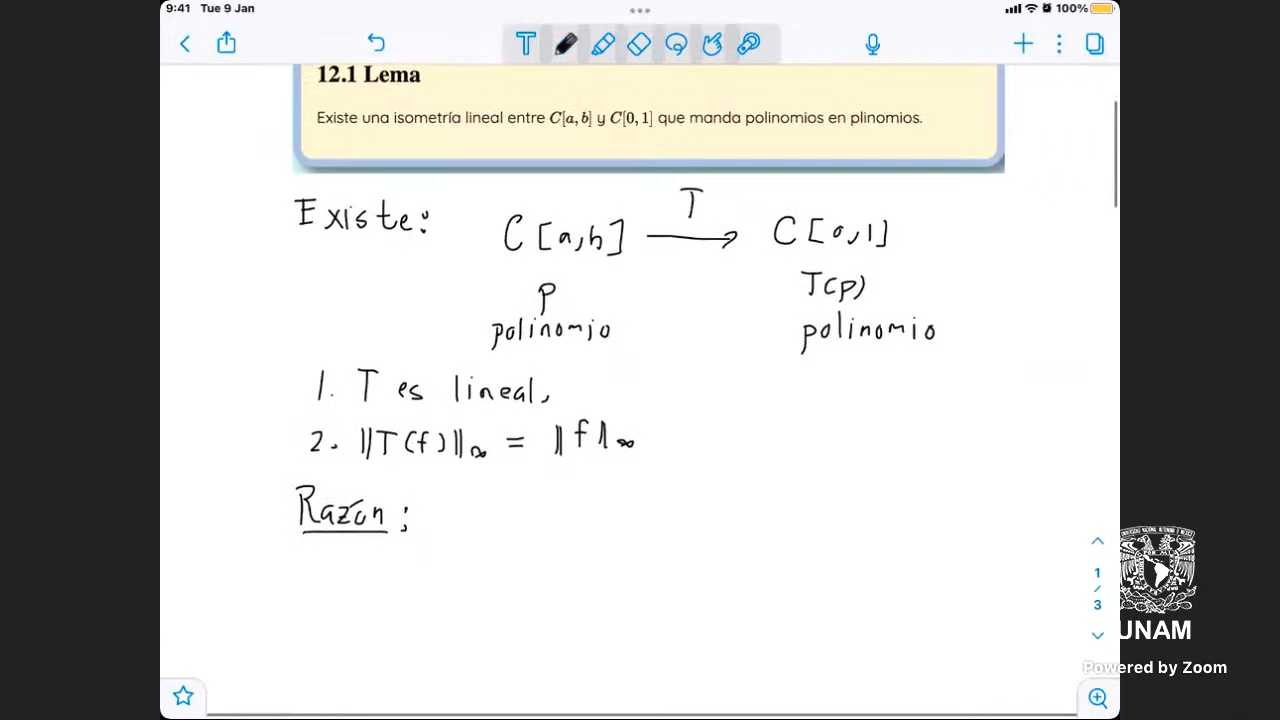 9:41 Tue 9 Jan
100%
12.1 Lema
Existe una isometría lineal entre C[a, b] y C[0, 1] que manda polinomios en plinomios.
Existe: C[a,b] T C[0,1]
p T(p)
polinomio polinomio
1. T es lineal,
2. ||T(f)||∞ = ||f||∞
Razón:
1
3
UNAM
Powered by Zoom